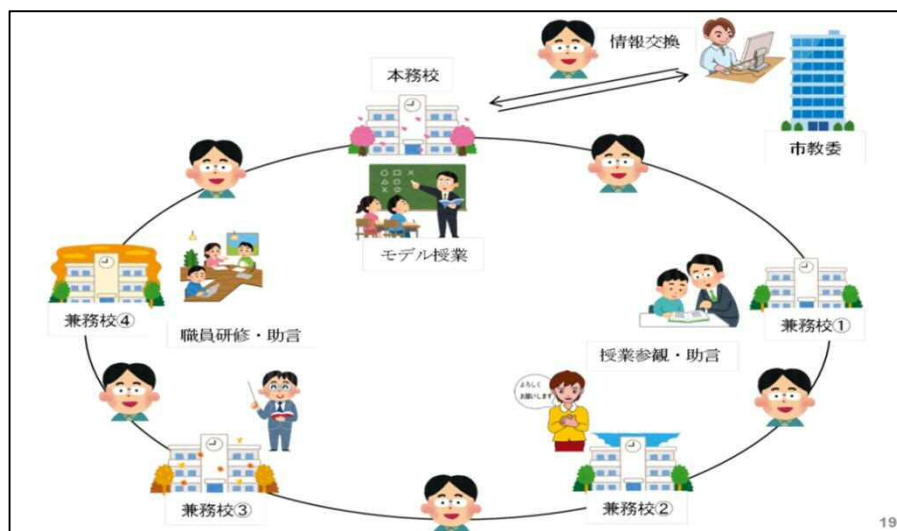 情報交換
本務校
市教委
モデル授業
兼務校④
職員研修・助言
兼務校①
授業参観・助言
よろしく
お願いします
兼務校③
兼務校②
19